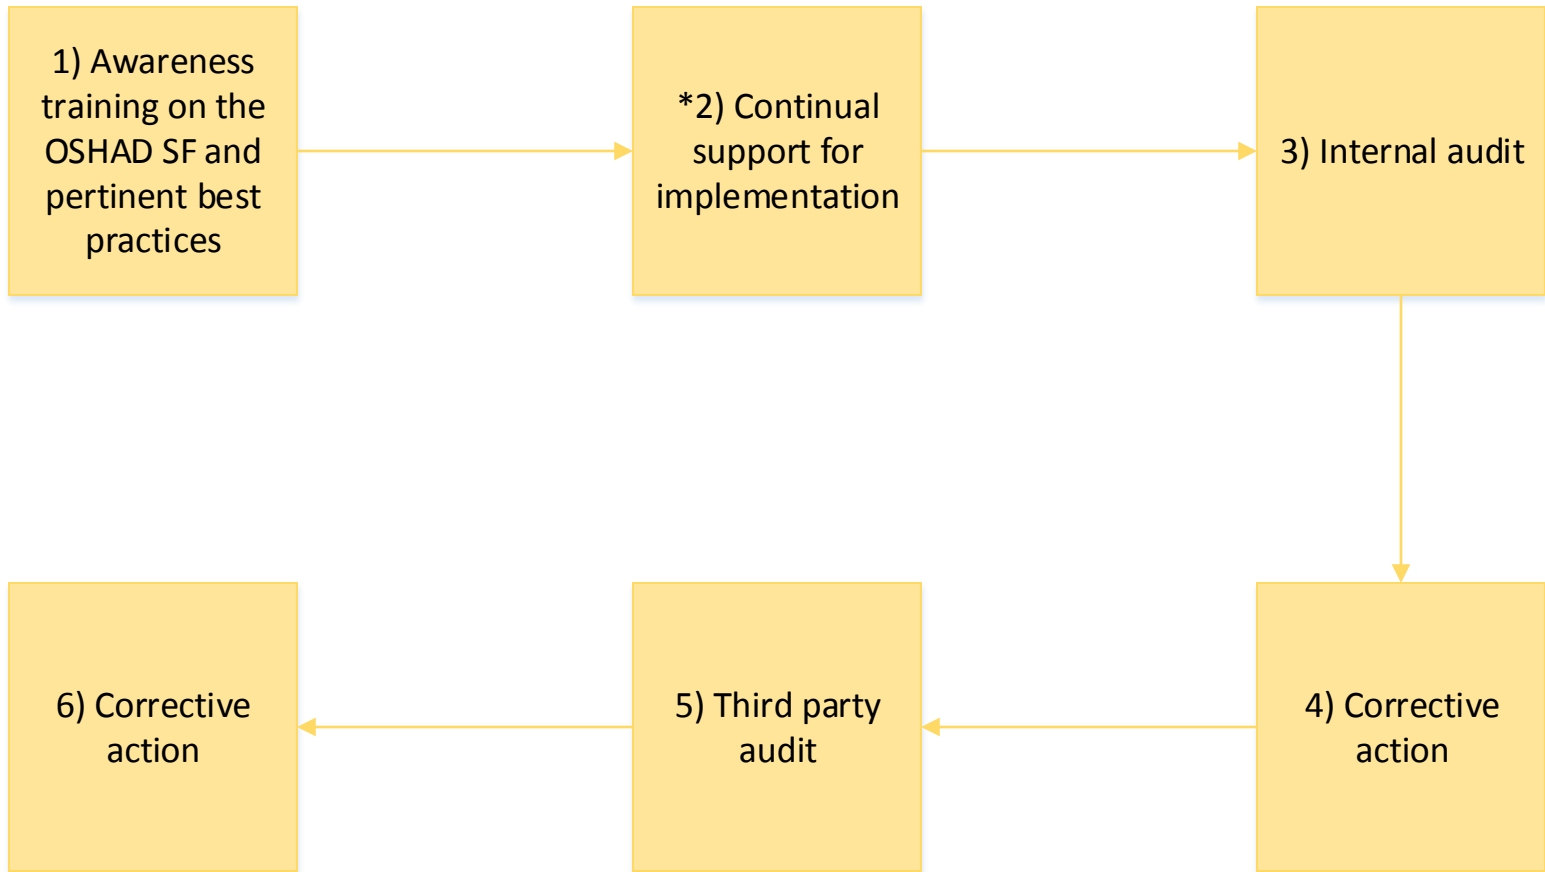 1) Awareness
training on the
OSHAD SF and
pertinent best
practices
*2) Continual
support for
implementation
3) Internal audit
4) Corrective
action
5) Third party
audit
6) Corrective
action